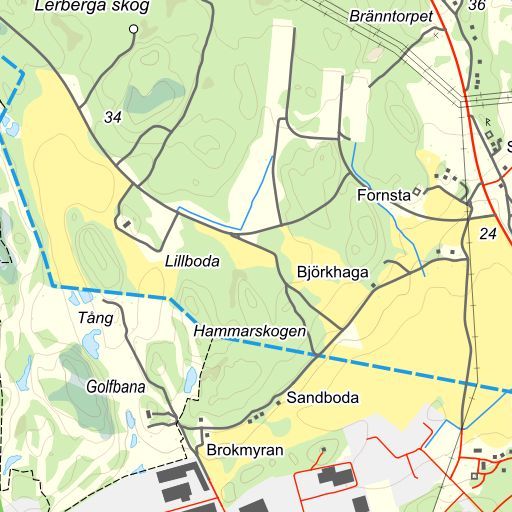 Lerberga skog
36
Bränntorpet
34
R
S
Fornsta
24
Lillboda
Björkhaga
Tång
Hammarskogen
Golfbana
Sandboda
Brokmyran